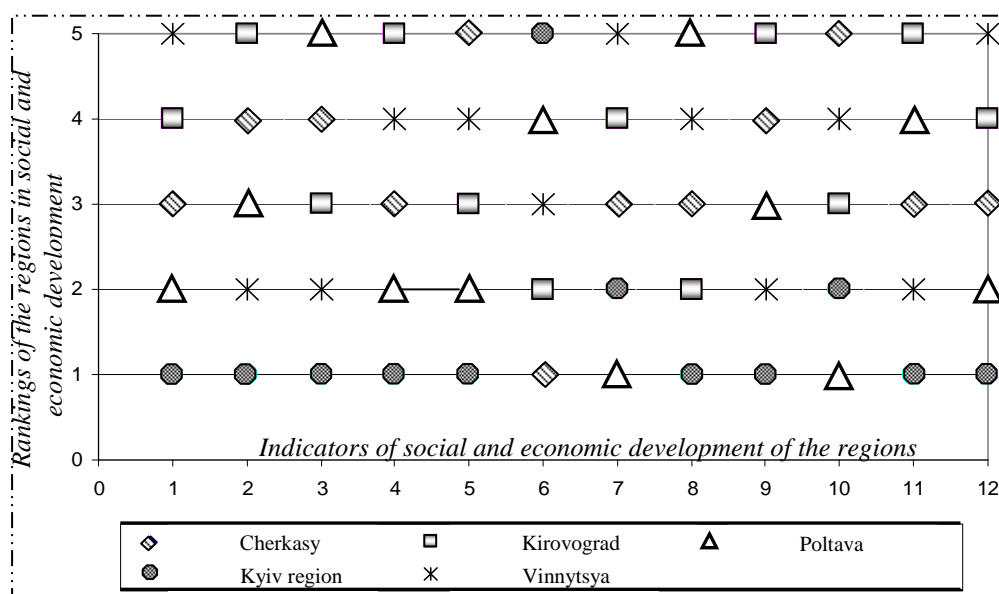 Rankings of the regions in social and
economic development
5
4
3
2
1
0
Indicators of social and economic development of the regions
0 1 2 3 4 5 6 7 8 9 10 11 12
Cherkasy Kirovograd Poltava
Kyiv region Vinnytsya